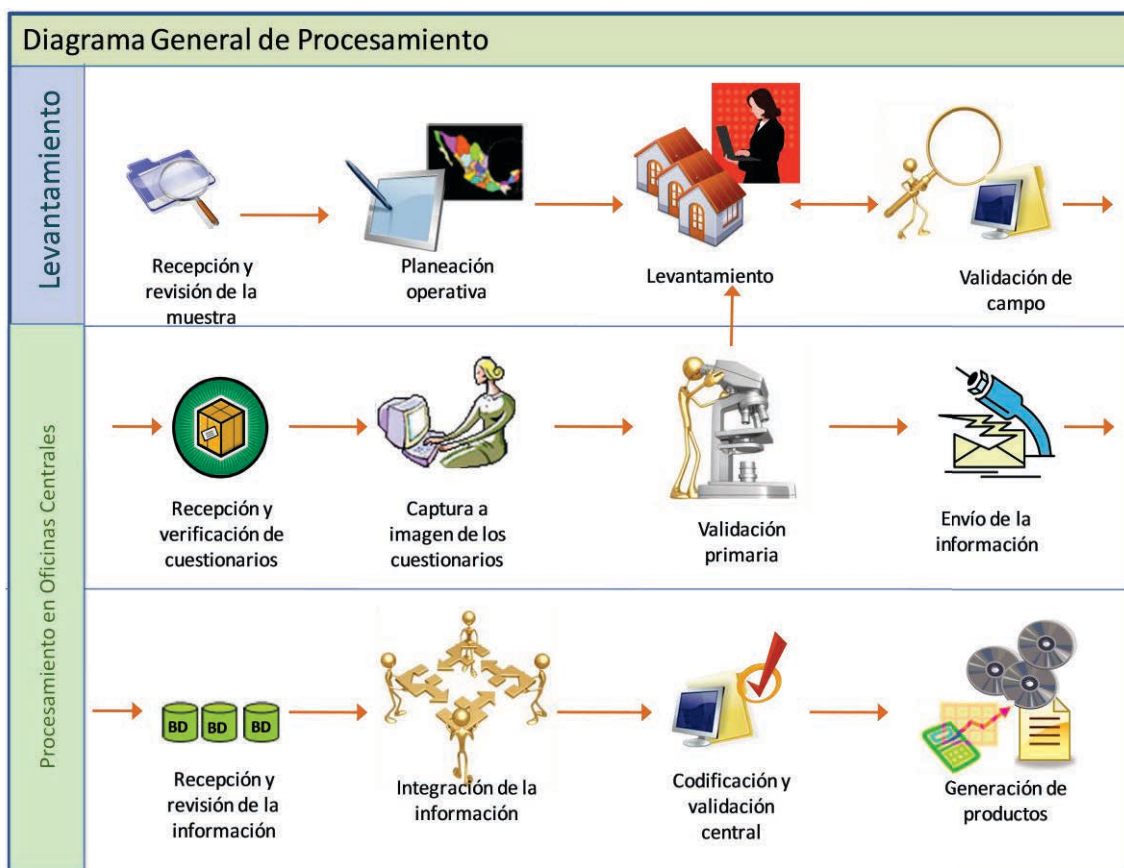 Diagrama General de Procesamiento
Levantamiento
Recepción y
revisión de la
muestra
Planeación
operativa
Levantamiento
Validación de
campo
Procesamiento en Oficinas Centrales
Recepción y
verificación de
cuestionarios
Captura a
imagen de los
cuestionarios
Validación
primaria
Envío de la
información
BD BD BD
Recepción y
revisión de la
información
Integración de la
información
Codificación y
validación
central
Generación de
productos